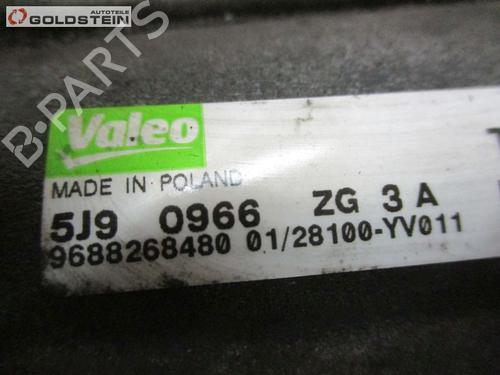 AUTOTEILE
GOLDSTEIN
B-PARTS
Valeo
MADE IN POLAND
5J9 0966 ZG 3 A
9688268480 01/28100-YV011